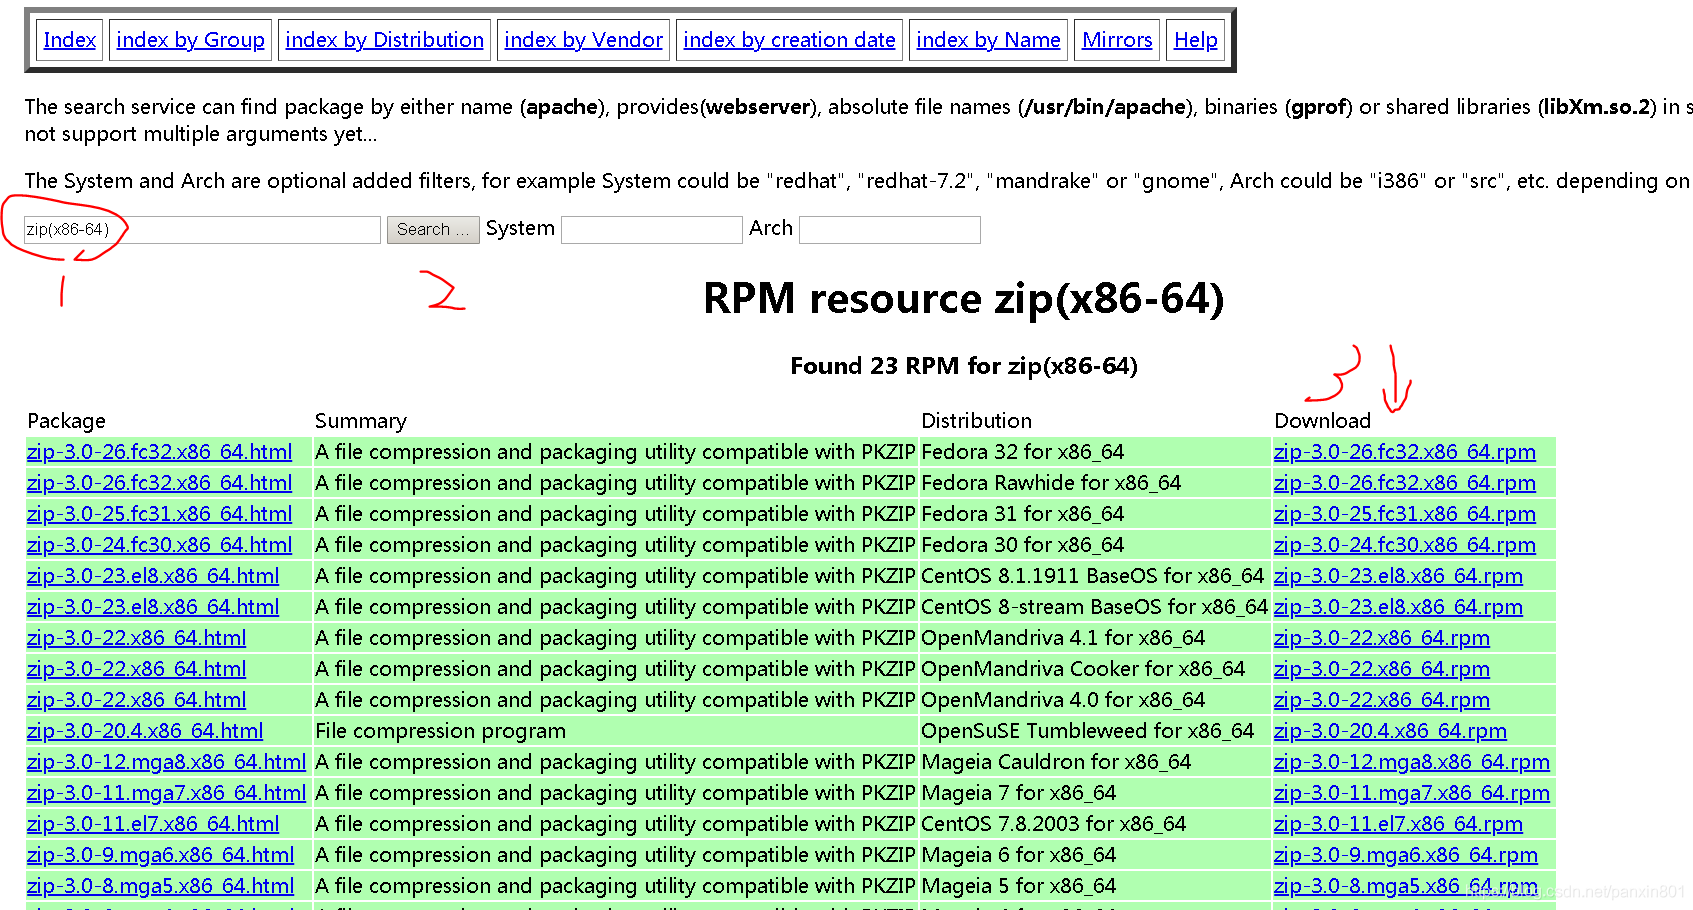 Index index by Group index by Distribution index by Vendor index by creation date index by Name Mirrors Help
The search service can find package by either name (apache), provides(webserver), absolute file names (/usr/bin/apache), binaries (gprof) or shared libraries (libXm.so.2) in s
not support multiple arguments yet...
The System and Arch are optional added filters, for example System could be "redhat", "redhat-7.2", "mandrake" or "gnome", Arch could be "i386" or "src", etc. depending on
zip(x86-64) Search ... System Arch
1 2
RPM resource zip(x86-64)
Found 23 RPM for zip(x86-64)
3
Package Summary Distribution Download
zip-3.0-26.fc32.x86_64.html A file compression and packaging utility compatible with PKZIP Fedora 32 for x86_64 zip-3.0-26.fc32.x86_64.rpm
zip-3.0-26.fc32.x86_64.html A file compression and packaging utility compatible with PKZIP Fedora Rawhide for x86_64 zip-3.0-26.fc32.x86_64.rpm
zip-3.0-25.fc31.x86_64.html A file compression and packaging utility compatible with PKZIP Fedora 31 for x86_64 zip-3.0-25.fc31.x86_64.rpm
zip-3.0-24.fc30.x86_64.html A file compression and packaging utility compatible with PKZIP Fedora 30 for x86_64 zip-3.0-24.fc30.x86_64.rpm
zip-3.0-23.el8.x86_64.html A file compression and packaging utility compatible with PKZIP CentOS 8.1.1911 BaseOS for x86_64 zip-3.0-23.el8.x86_64.rpm
zip-3.0-23.el8.x86_64.html A file compression and packaging utility compatible with PKZIP CentOS 8-stream BaseOS for x86_64 zip-3.0-23.el8.x86_64.rpm
zip-3.0-22.x86_64.html A file compression and packaging utility compatible with PKZIP OpenMandriva 4.1 for x86_64 zip-3.0-22.x86_64.rpm
zip-3.0-22.x86_64.html A file compression and packaging utility compatible with PKZIP OpenMandriva Cooker for x86_64 zip-3.0-22.x86_64.rpm
zip-3.0-22.x86_64.html A file compression and packaging utility compatible with PKZIP OpenMandriva 4.0 for x86_64 zip-3.0-22.x86_64.rpm
zip-3.0-20.4.x86_64.html File compression program OpenSuSE Tumbleweed for x86_64 zip-3.0-20.4.x86_64.rpm
zip-3.0-12.mga8.x86_64.html A file compression and packaging utility compatible with PKZIP Mageia Cauldron for x86_64 zip-3.0-12.mga8.x86_64.rpm
zip-3.0-11.mga7.x86_64.html A file compression and packaging utility compatible with PKZIP Mageia 7 for x86_64 zip-3.0-11.mga7.x86_64.rpm
zip-3.0-11.el7.x86_64.html A file compression and packaging utility compatible with PKZIP CentOS 7.8.2003 for x86_64 zip-3.0-11.el7.x86_64.rpm
zip-3.0-9.mga6.x86_64.html A file compression and packaging utility compatible with PKZIP Mageia 6 for x86_64 zip-3.0-9.mga6.x86_64.rpm
zip-3.0-8.mga5.x86_64.html A file compression and packaging utility compatible with PKZIP Mageia 5 for x86_64 zip-3.0-8.mga5.x86_64.rpm